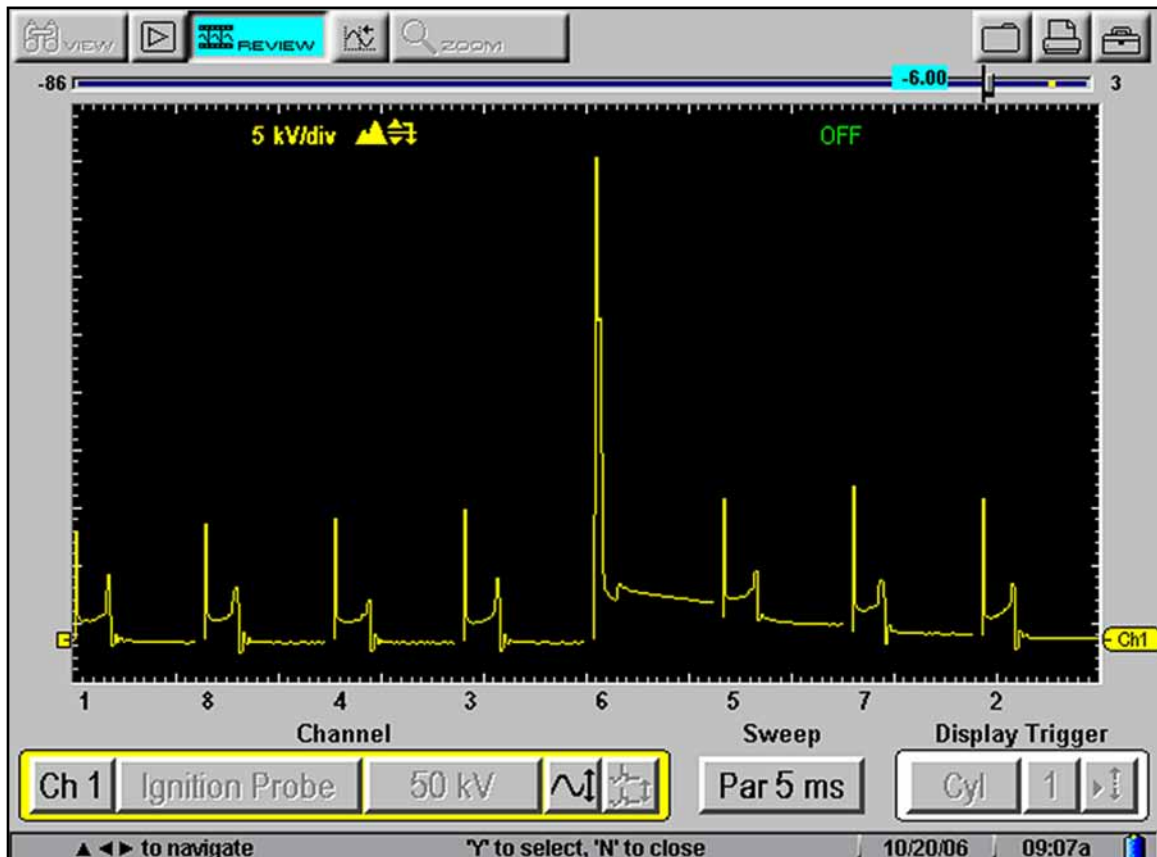 VIEW REVIEW ZOOM
-86 -6.00 3
5 kV/div OFF
Ch1
1 8 4 3 6 5 7 2
Channel Sweep Display Trigger
Ch 1 Ignition Probe 50 kV Par 5 ms Cyl 1
to navigate 'Y' to select, 'N' to close 10/20/06 09:07a